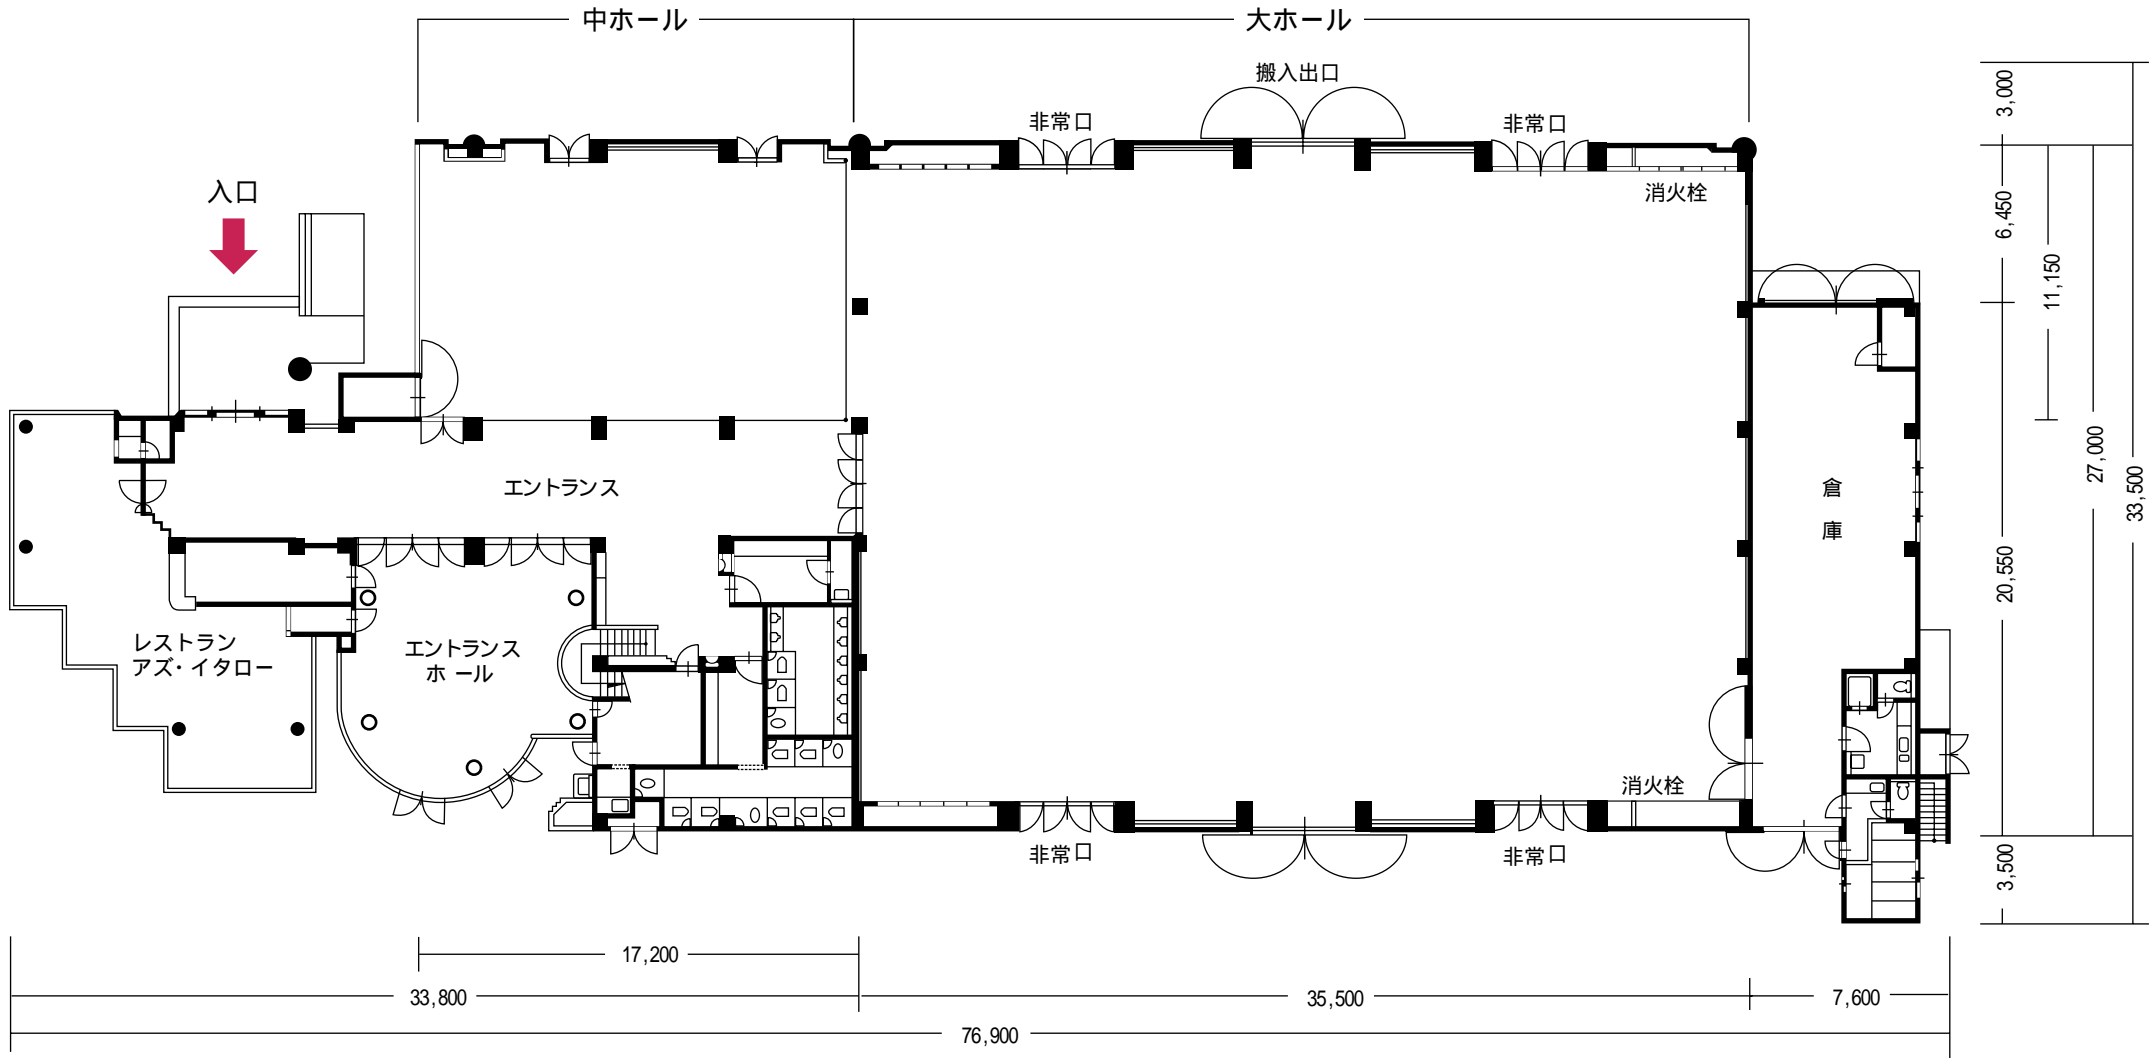 中ホール
大ホール
搬入出口
非常口
非常口
入口
消火栓
3,000
6,450
11,150
27,000
33,500
20,550
3,500
エントランス
倉庫
レストラン
アズ・イタロー
エントランス
ホール
消火栓
非常口
非常口
17,200
33,800
35,500
7,600
76,900